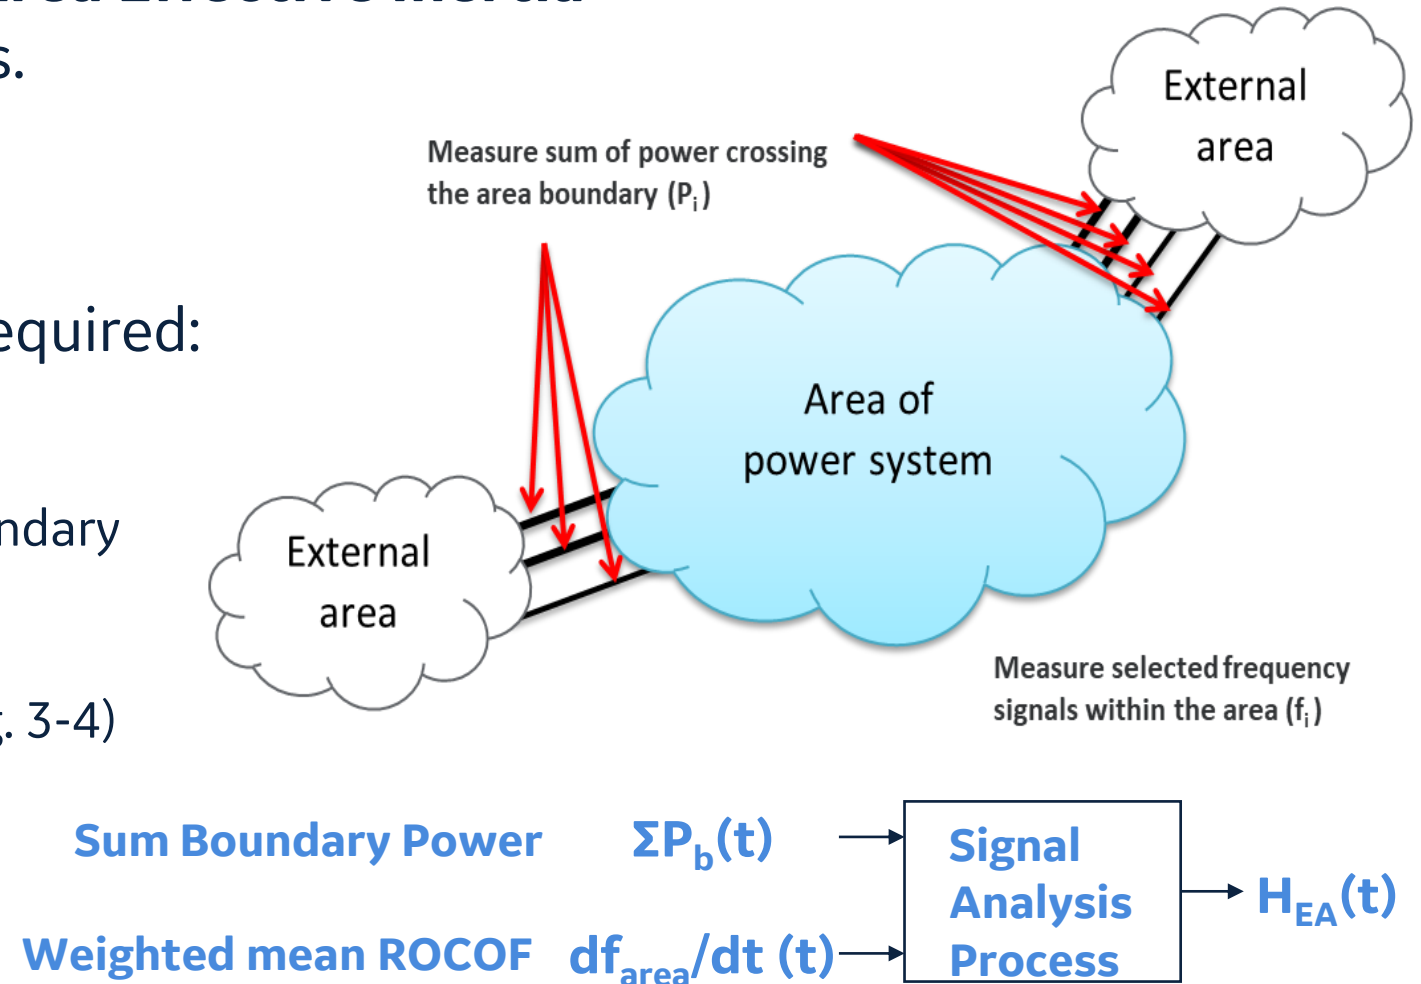 Effective Inertia
s.
External
area
Measure sum of power crossing
the area boundary (Pi)
equired:
Area of
power system
ndary
External
area
Measure selected frequency
signals within the area (fi)
g. 3-4)
Sum Boundary Power ΣPb(t)
Signal
Analysis
Process
HEA(t)
Weighted mean ROCOF dfarea/dt (t)